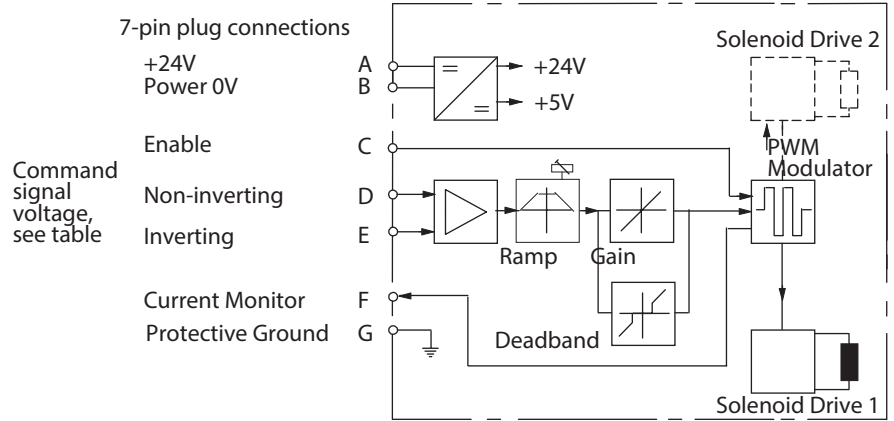 7-pin plug connections
+24V A
Power 0V B
+24V
+5V
Solenoid Drive 2
Enable C
PWM
Modulator
Command
signal
voltage,
see table
Non-inverting D
Inverting E
Ramp
Gain
Current Monitor F
Protective Ground G
Deadband
Solenoid Drive 1